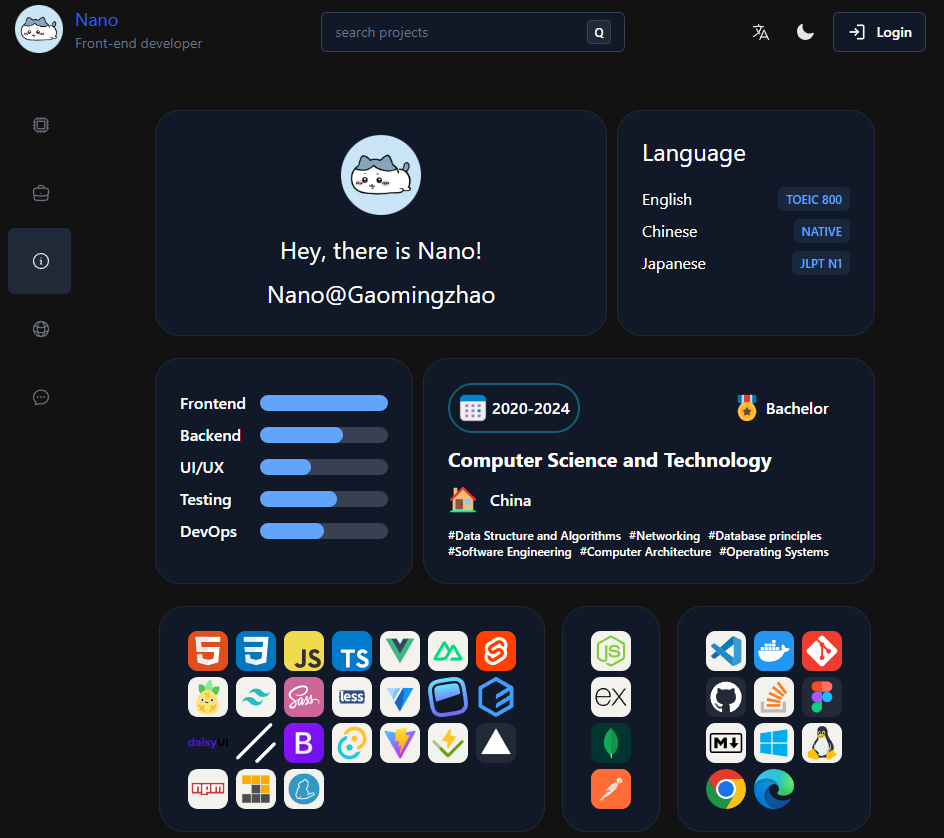 Nano
Front-end developer
search projects
Q
Login
Hey, there is Nano!
Nano@Gaomingzhao
Language
English TOEIC 800
Chinese NATIVE
Japanese JLPT N1
Frontend
Backend
UI/UX
Testing
DevOps
2020-2024
Bachelor
Computer Science and Technology
China
#Data Structure and Algorithms #Networking #Database principles
#Software Engineering #Computer Architecture #Operating Systems
JS TS
JS
Sass less
ex
daisyUI B
M
npm